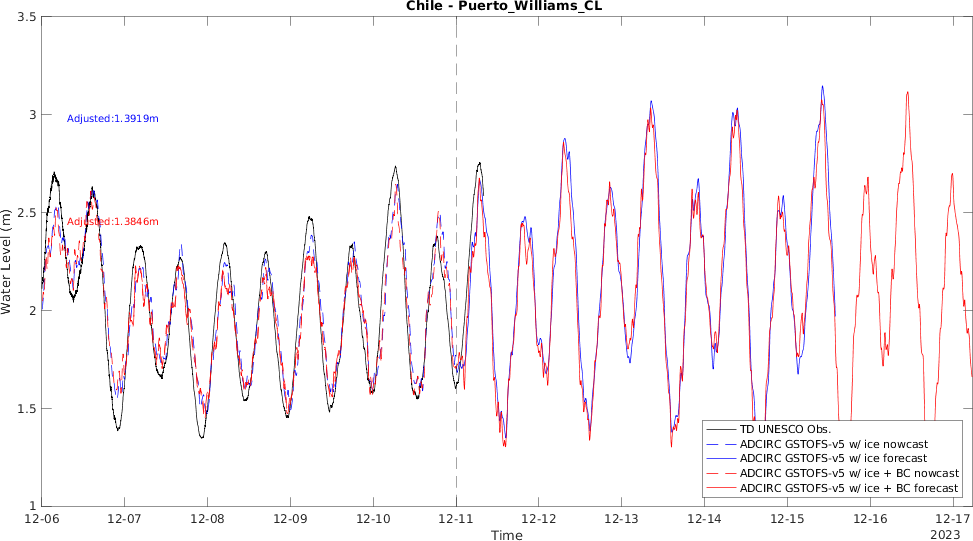 Chile - Puerto_Williams_CL
3.5
3
2.5
2
1.5
1
Water Level (m)
Adjusted:1.3919m
Adjusted:1.3846m
TD UNESCO Obs.
ADCIRC GSTOFS-v5 w/ ice nowcast
ADCIRC GSTOFS-v5 w/ ice forecast
ADCIRC GSTOFS-v5 w/ ice + BC nowcast
ADCIRC GSTOFS-v5 w/ ice + BC forecast
12-06 12-07 12-08 12-09 12-10 12-11 12-12 12-13 12-14 12-15 12-16 12-17
Time
2023